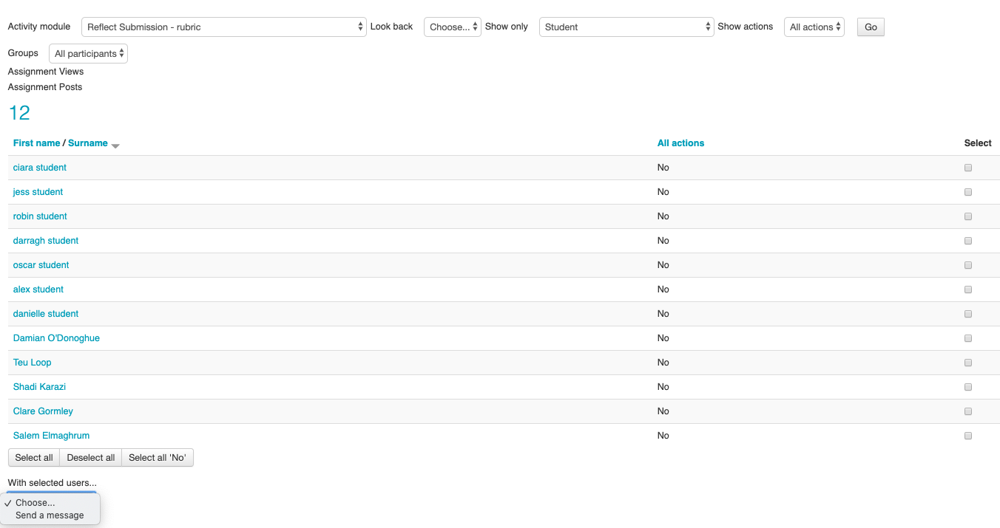 Activity module Reflect Submission - rubric Look back Choose... Show only Student Show actions All actions Go
Groups All participants
Assignment Views
Assignment Posts
12
First name / Surname All actions Select
ciara student No
jess student No
robin student No
darragh student No
oscar student No
alex student No
danielle student No
Damian O'Donoghue No
Teu Loop No
Shadi Karazi No
Clare Gormley No
Salem Elmaghrum No
Select all Deselect all Select all 'No'
With selected users...
Choose...
Send a message